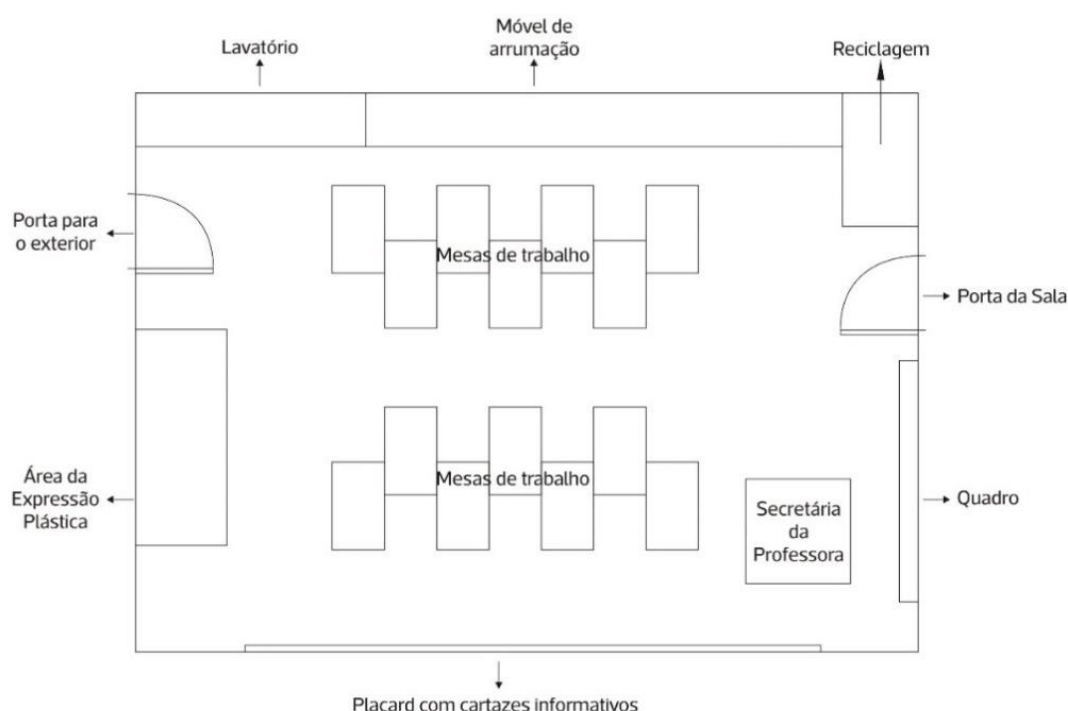 Lavatório
Móvel de
arrumação
Reciclagem
Porta para
o exterior
Mesas de trabalho
Porta da Sala
Área da
Expressão
Plástica
Mesas de trabalho
Secretária
da
Professora
Quadro
Placard com cartazes informativos